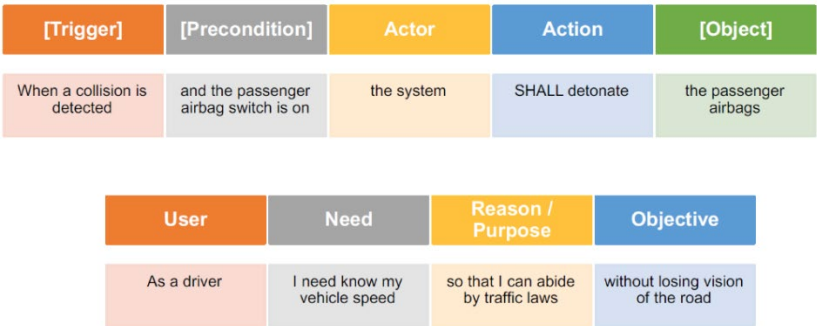 [Trigger] [Precondition] Actor Action [Object]
When a collision is detected
and the passenger airbag switch is on
the system
SHALL detonate
the passenger airbags
User Need Reason / Purpose Objective
As a driver
I need know my vehicle speed
so that I can abide by traffic laws
without losing vision of the road